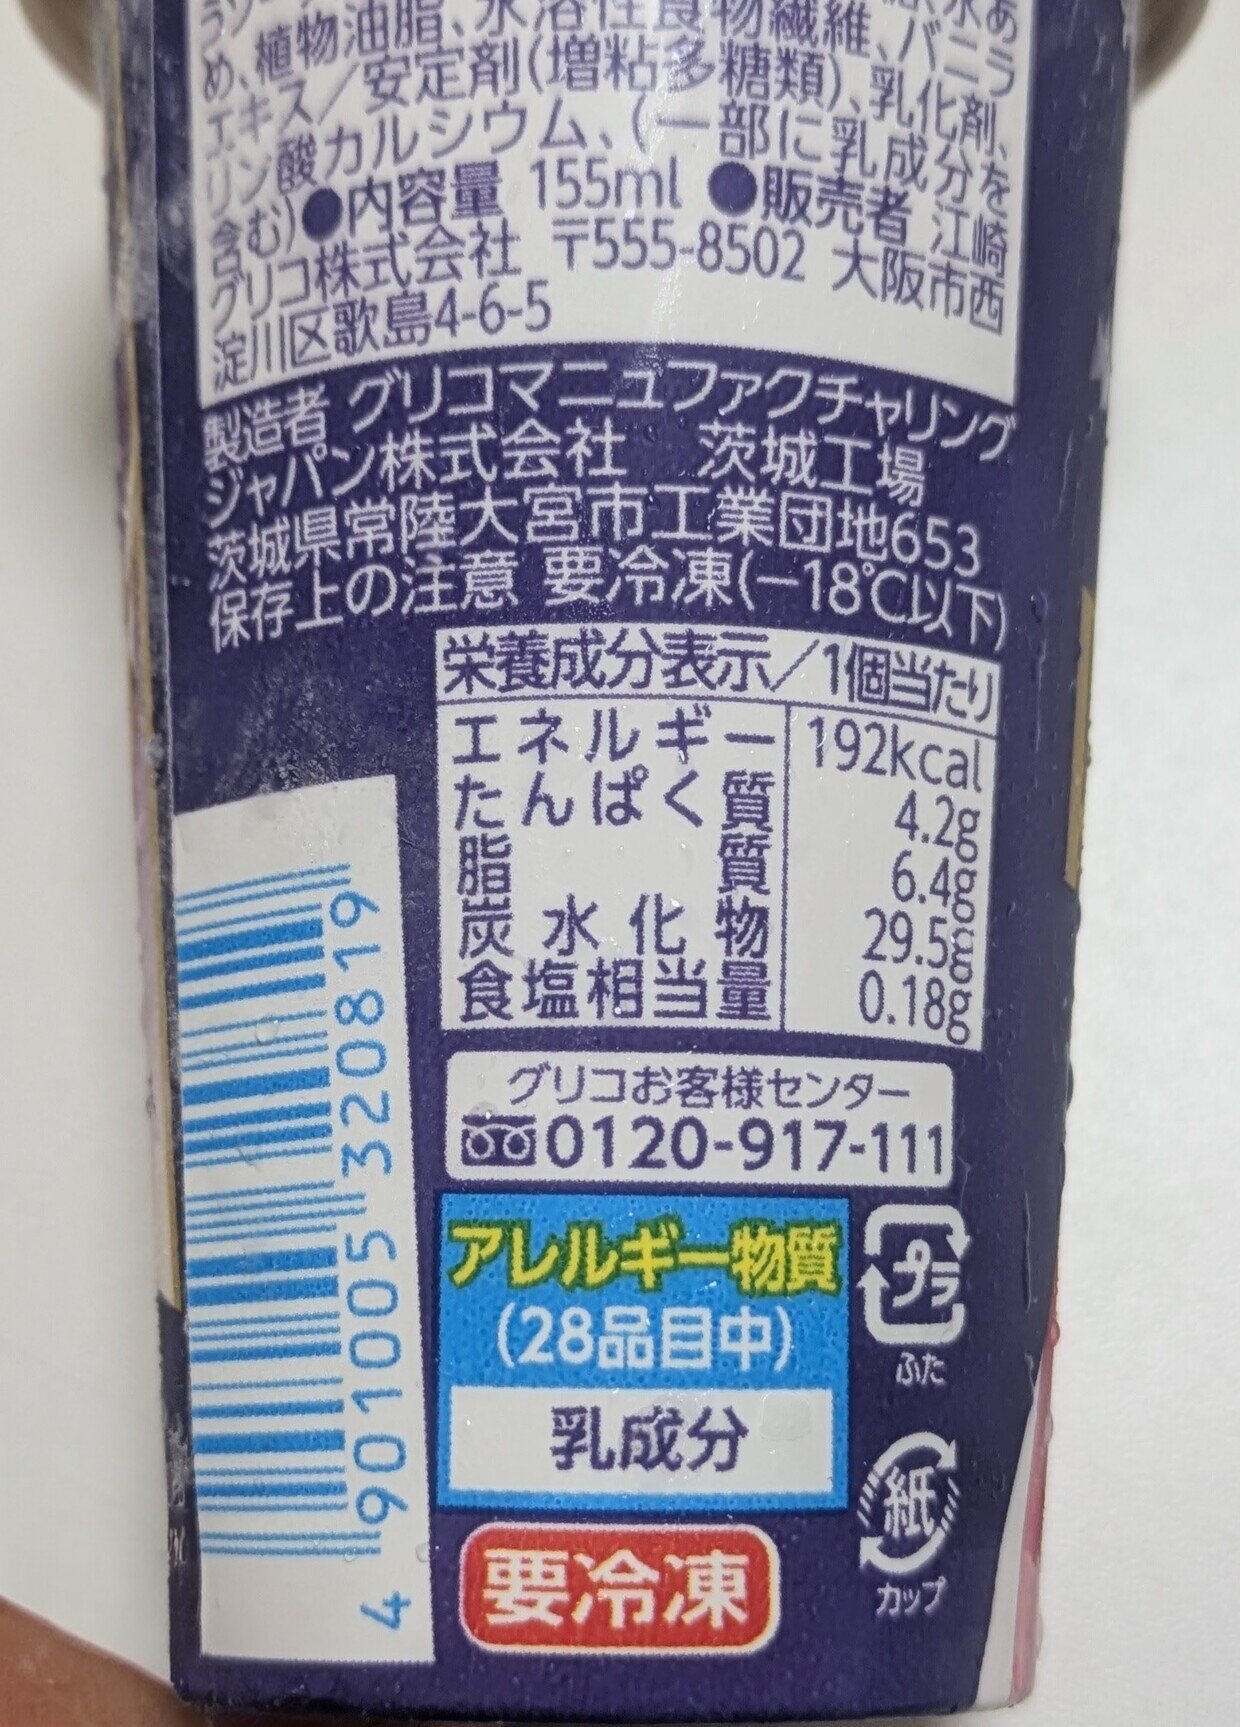 め、植物油脂、水溶性食物繊維、バニラ
エキス/安定剤(増粘多糖類)、乳化剤、
リン酸カルシウム、(一部に乳成分を
含む)●内容量 155ml ●販売者 江崎
グリコ株式会社 〒555-8502 大阪市西
淀川区歌島4-6-5
製造者 グリコマニュファクチャリング
ジャパン株式会社 茨城工場
茨城県常陸大宮市工業団地653
保存上の注意 要冷凍(-18℃以下)
栄養成分表示/1個当たり
エネルギー 192kcal
たんぱく質 4.2g
脂質 6.4g
炭水化物 29.5g
食塩相当量 0.18g
グリコお客様センター
0120-917-111
アレルギー物質
(28品目中)
乳成分
要冷凍
プラ
ふた
紙
カップ
4 901005 320819